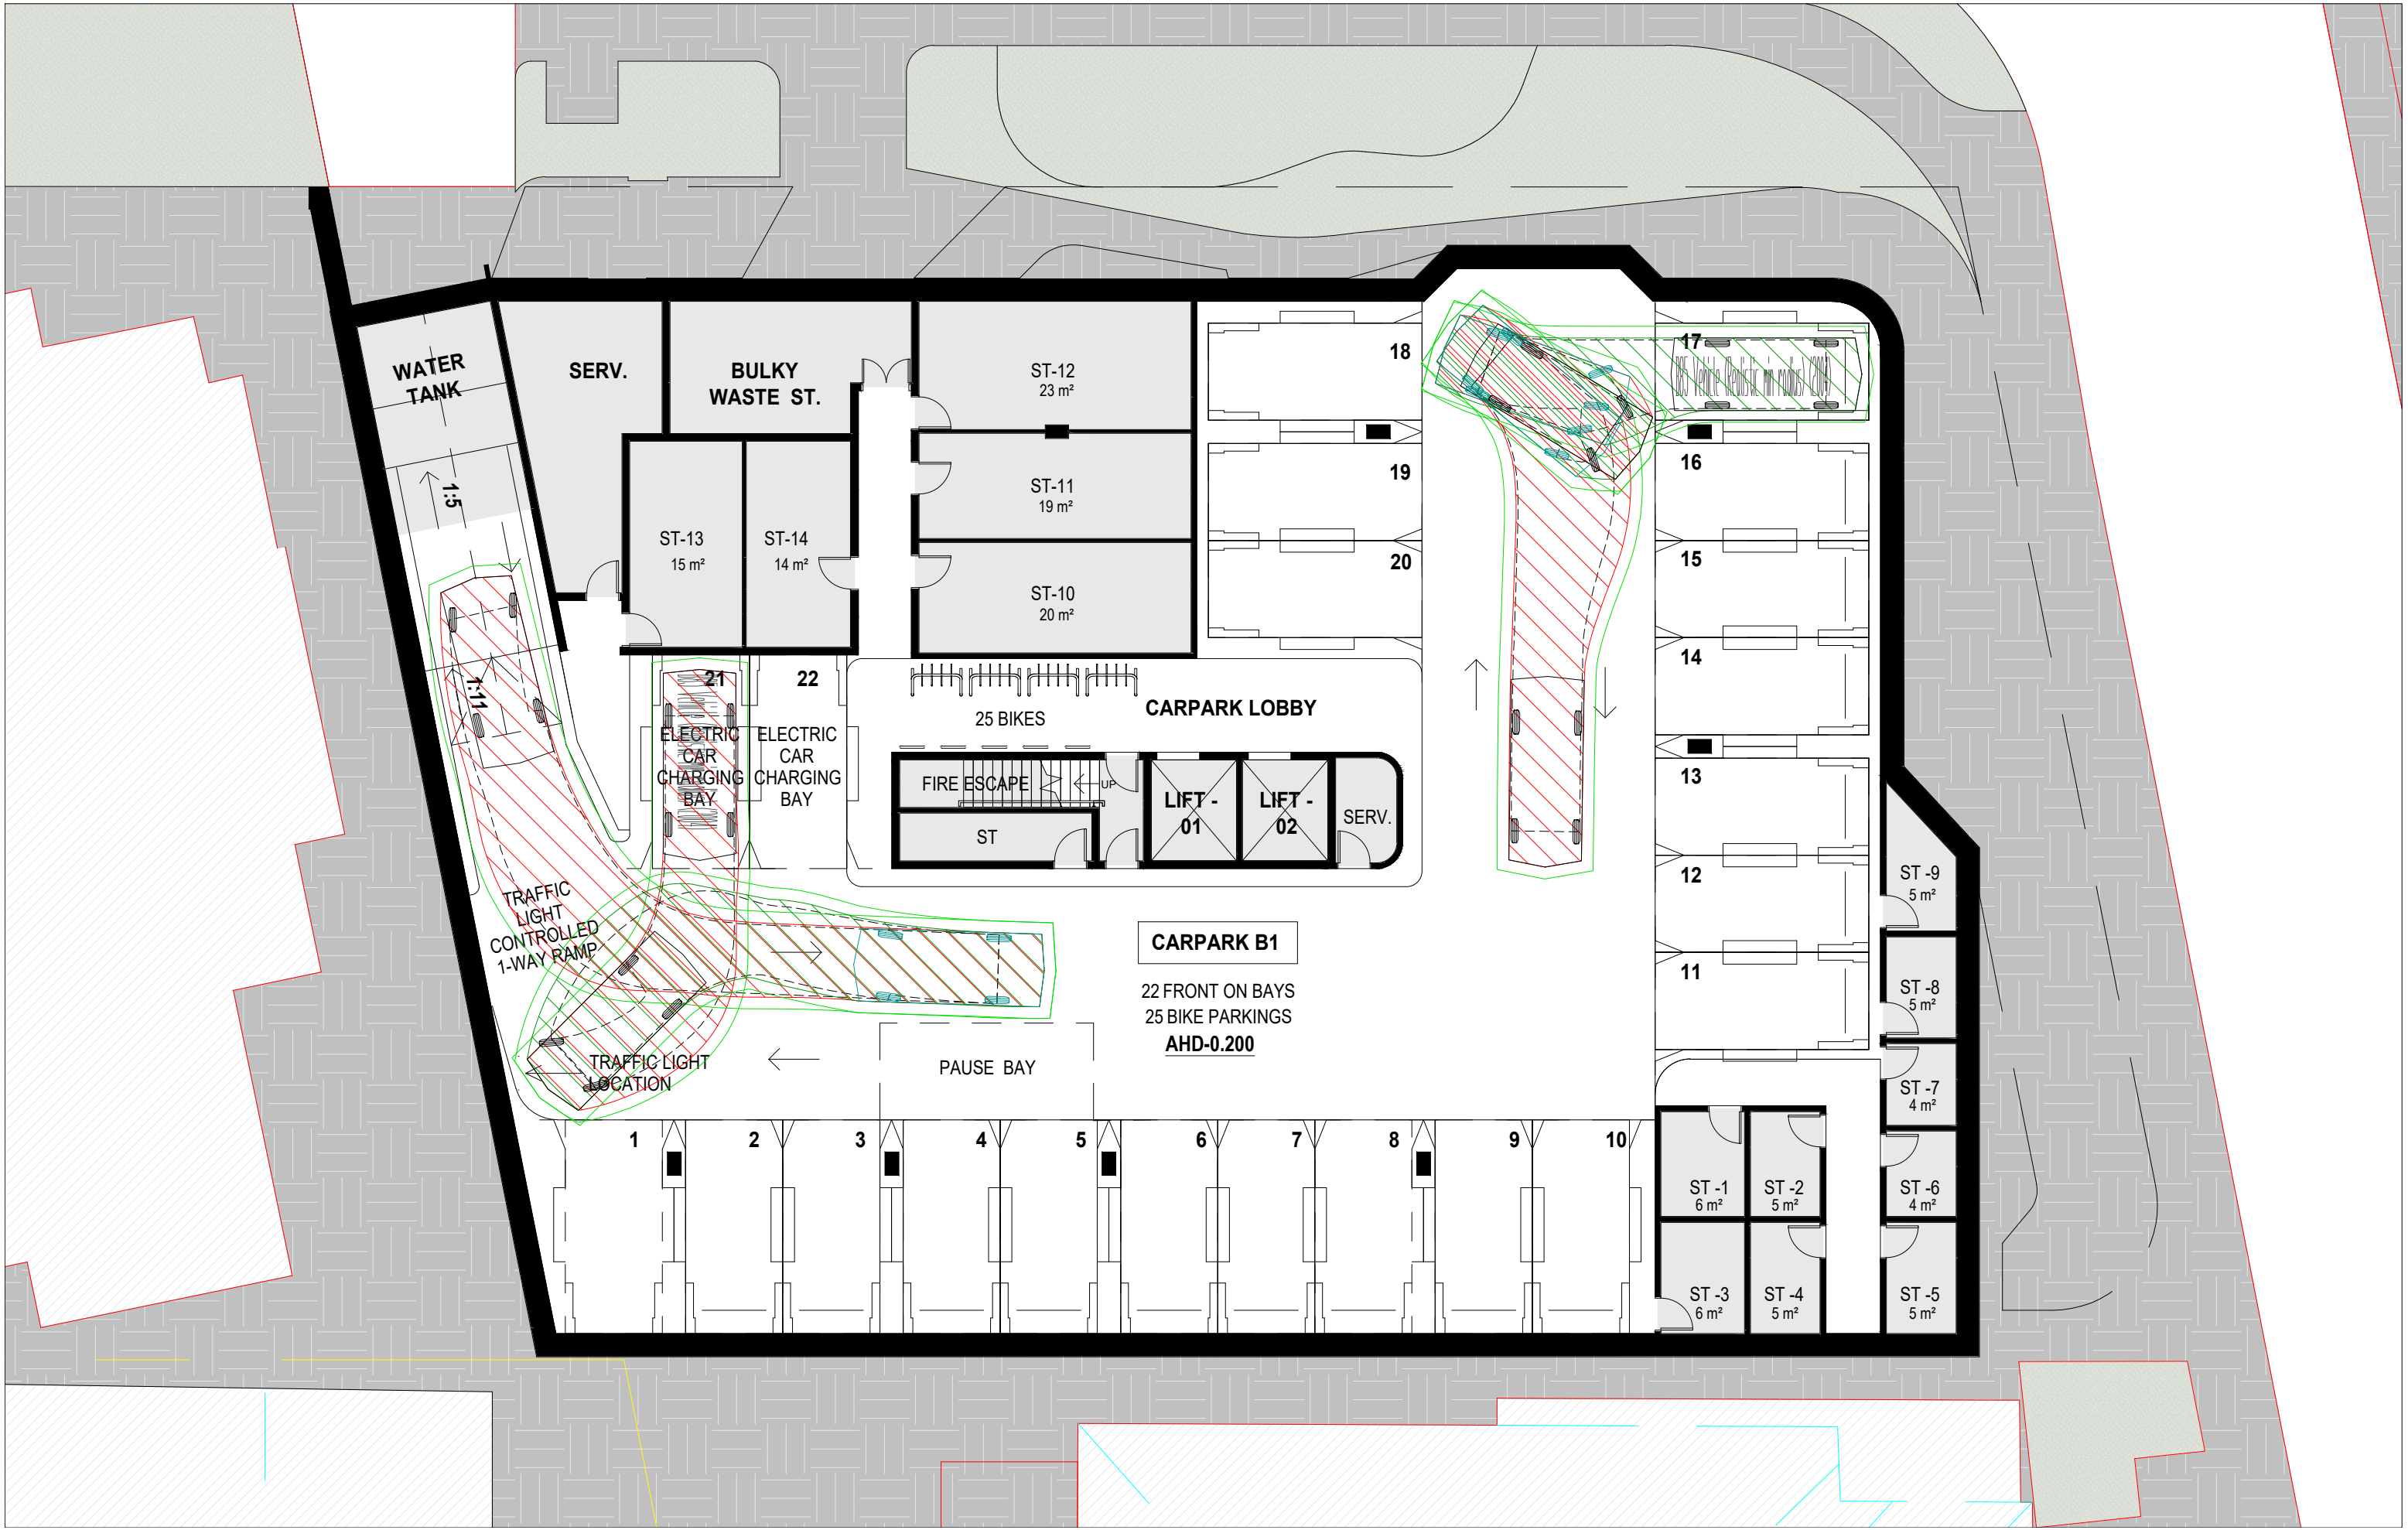 WATER
TANK
SERV.
BULKY
WASTE ST.
ST-12
23 m²
18
17
B85 Vehicle (Realistic min radius) (2004)
1:5
ST-11
19 m²
19
16
ST-13
15 m²
ST-14
14 m²
ST-10
20 m²
20
15
14
1:11
21
22
25 BIKES
CARPARK LOBBY
ELECTRIC
CAR
CHARGING
BAY
ELECTRIC
CAR
CHARGING
BAY
FIRE ESCAPE
UP
LIFT -
01
LIFT -
02
SERV.
ST
13
12
11
ST -9
5 m²
TRAFFIC
LIGHT
CONTROLLED
1-WAY RAMP
CARPARK B1
22 FRONT ON BAYS
25 BIKE PARKINGS
AHD-0.200
ST -8
5 m²
TRAFFIC LIGHT
LOCATION
PAUSE BAY
ST -7
4 m²
1
2
3
4
5
6
7
8
9
10
ST -1
6 m²
ST -2
5 m²
ST -6
4 m²
ST -3
6 m²
ST -4
5 m²
ST -5
5 m²